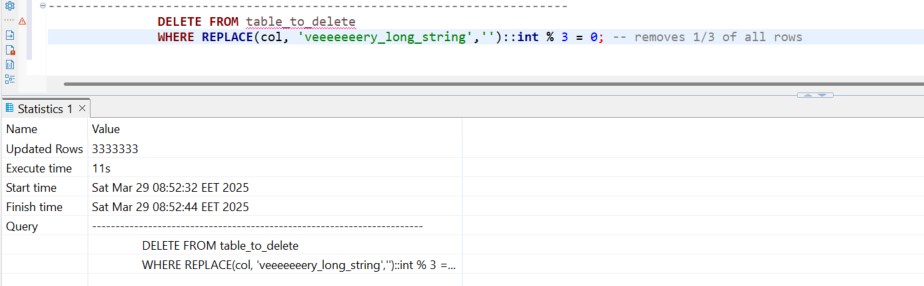 ----------------------------------------------------------------------
DELETE FROM table_to_delete
WHERE REPLACE(col, 'veeeeeeery_long_string','')::int % 3 = 0; -- removes 1/3 of all rows
Statistics 1
Name Value
Updated Rows 3333333
Execute time 11s
Start time Sat Mar 29 08:52:32 EET 2025
Finish time Sat Mar 29 08:52:44 EET 2025
Query ----------------------------------------------------------------------
DELETE FROM table_to_delete
WHERE REPLACE(col, 'veeeeeeery_long_string','')::int % 3 =...